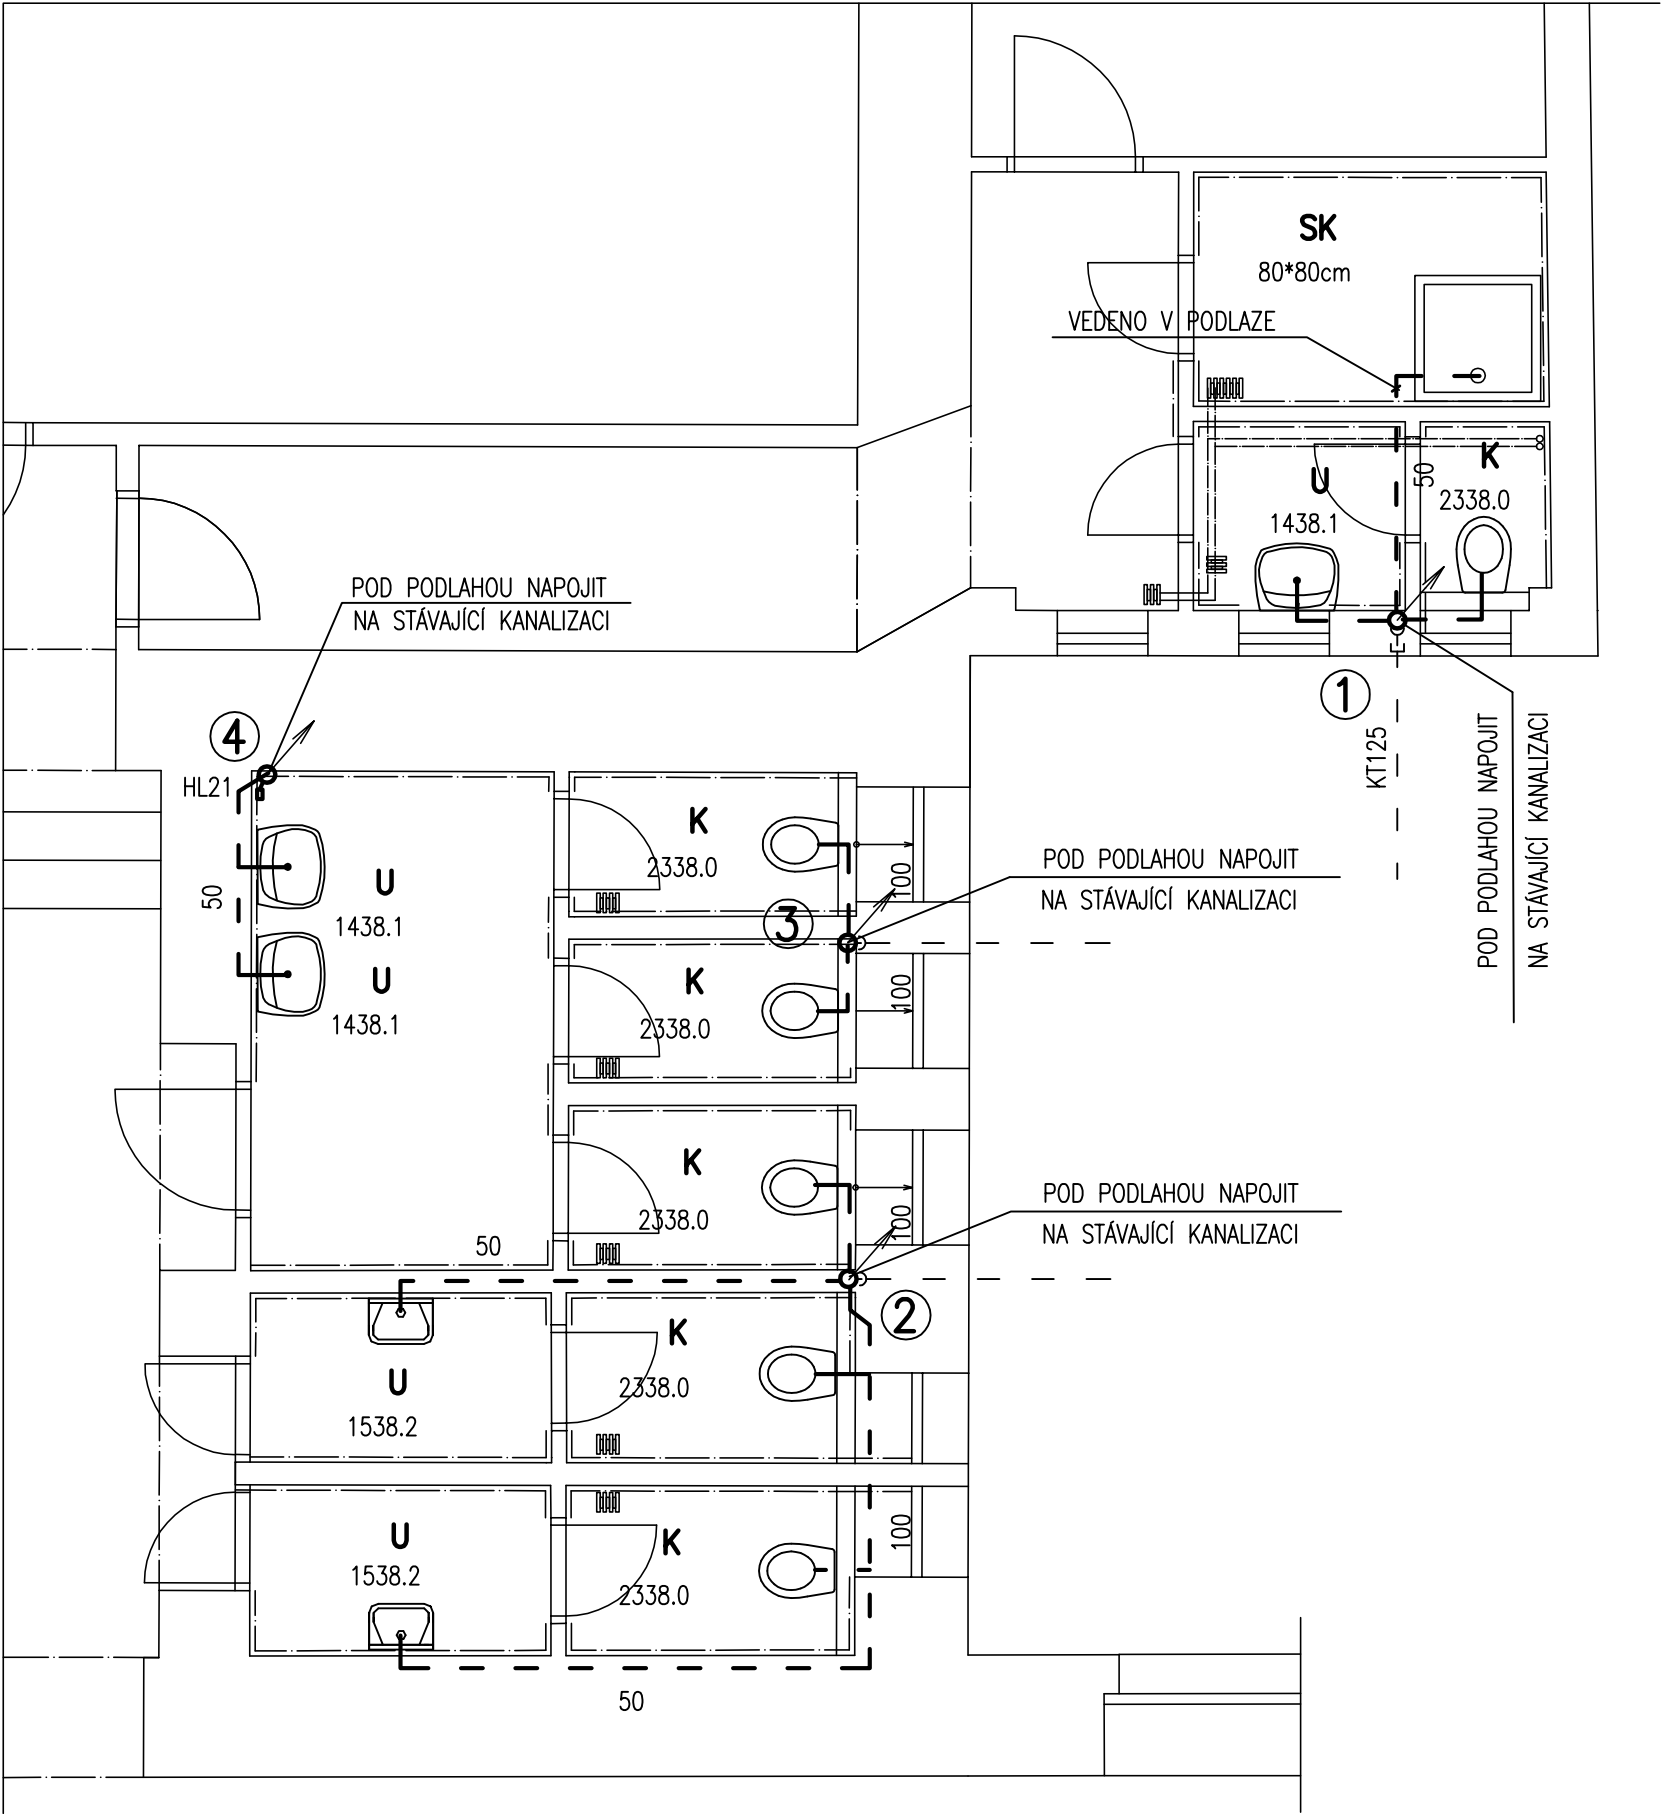 SK
80*80cm
VEDENO V PODLAZE
K
2338.0
50
U
1438.1
POD PODLAHOU NAPOJIT
NA STÁVAJÍCÍ KANALIZACI
1
KT125
POD PODLAHOU NAPOJIT
NA STÁVAJÍCÍ KANALIZACI
4
HL21
50
U
1438.1
U
1438.1
K
2338.0
100
POD PODLAHOU NAPOJIT
NA STÁVAJÍCÍ KANALIZACI
3
K
2338.0
100
K
2338.0
100
POD PODLAHOU NAPOJIT
NA STÁVAJÍCÍ KANALIZACI
50
2
K
2338.0
U
1538.2
K
2338.0
100
U
1538.2
50